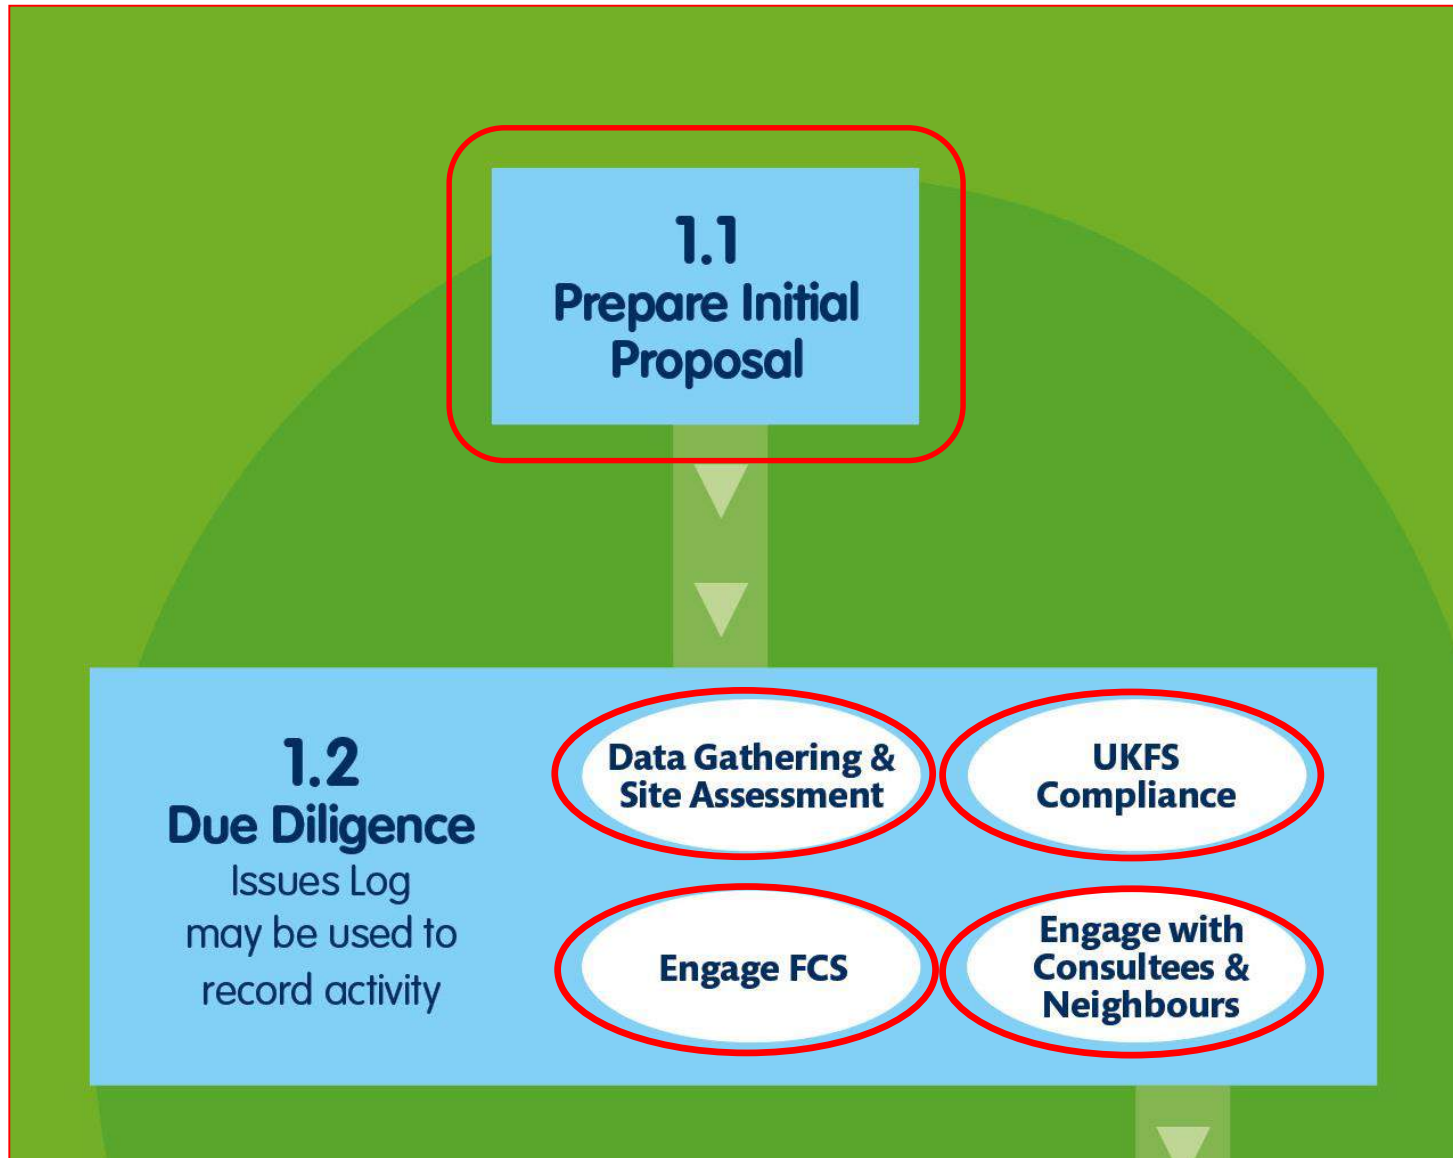 1.1
Prepare Initial
Proposal
1.2
Due Diligence
Issues Log
may be used to
record activity
Data Gathering &
Site Assessment
UKFS
Compliance
Engage FCS
Engage with
Consultees &
Neighbours